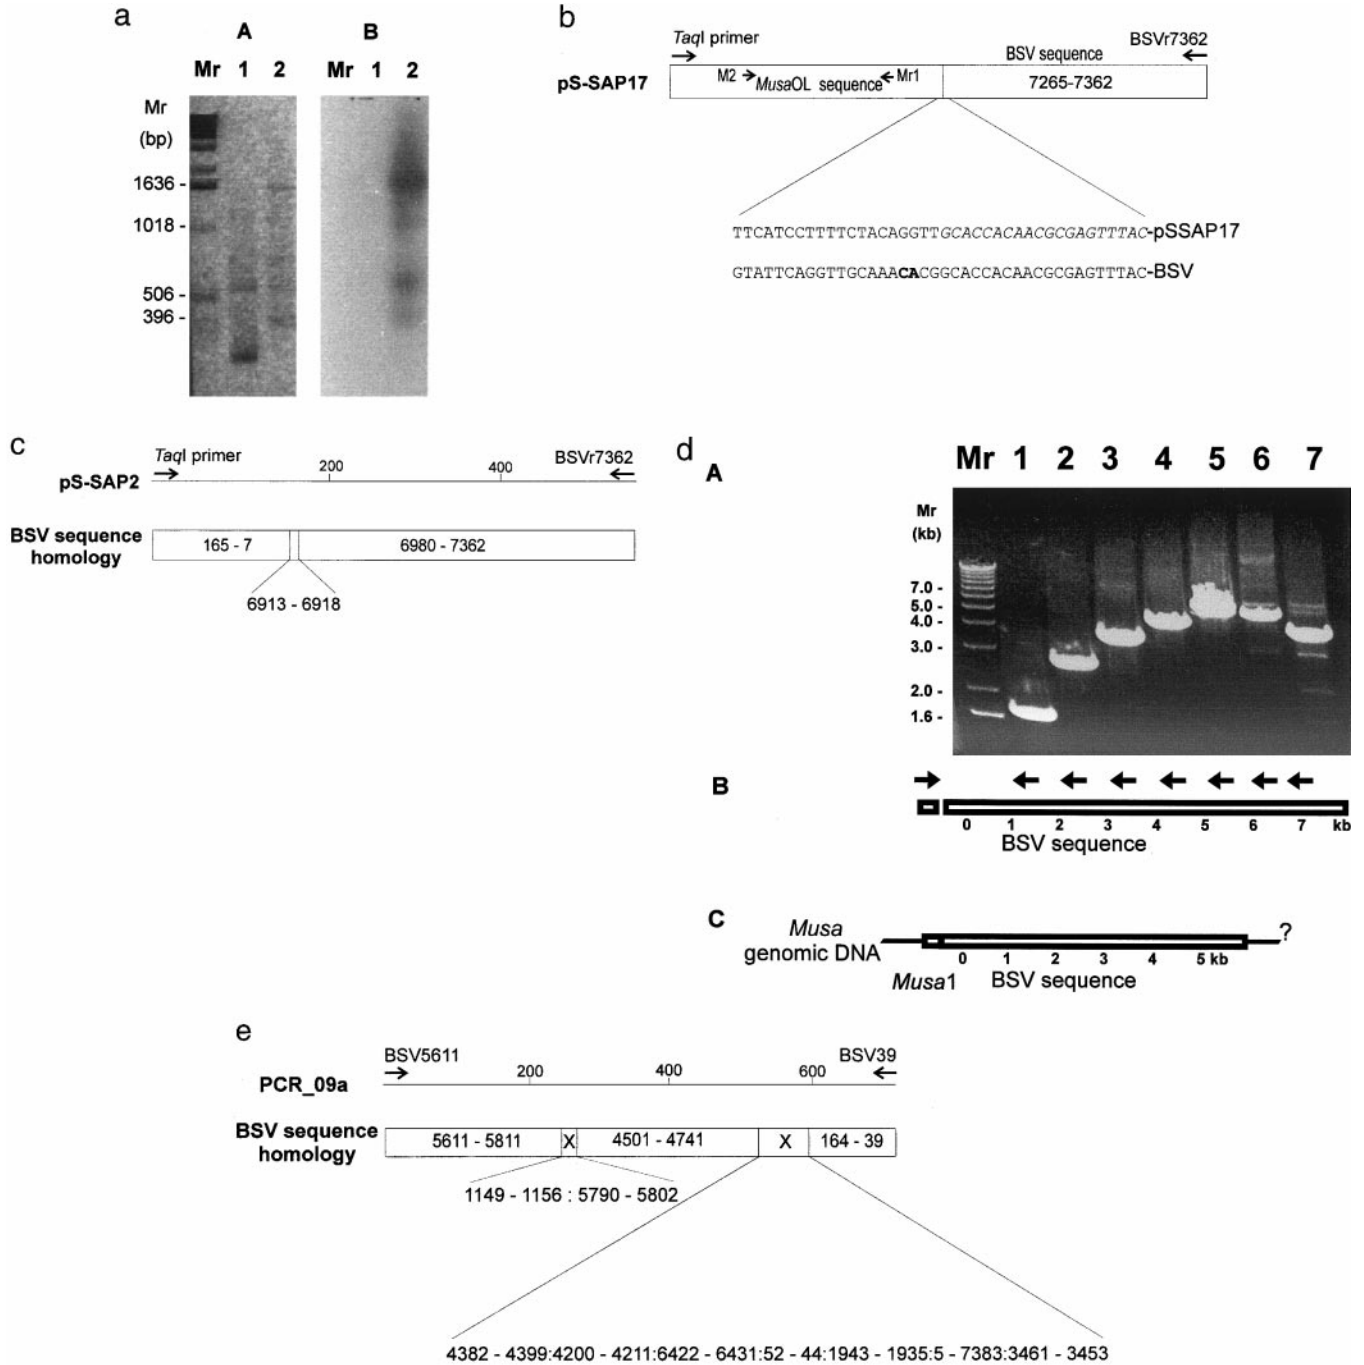 a
A B
Mr 1 2 Mr 1 2
Mr
(bp)
1636 -
1018 -
506 -
396 -
b
TaqI primer BSV sequence BSVr7362
pS-SAP17 M2 MusaOL sequence Mr1 7265-7362
TTCATCCTTTTCTACAGGTTGCACCACAACGCGAGTTTAC-pSSAP17
GTATTCAGGTTGCAAACACGGCACCACAACGCGAGTTTAC-BSV
c
TaqI primer 200 400 BSVr7362
pS-SAP2
BSV sequence
homology
165 - 7 6980 - 7362
6913 - 6918
d
A
Mr 1 2 3 4 5 6 7
Mr
(kb)
7.0 -
5.0 -
4.0 -
3.0 -
2.0 -
1.6 -
B
0 1 2 3 4 5 6 7 kb
BSV sequence
C
Musa
genomic DNA
?
0 1 2 3 4 5 kb
Musa1 BSV sequence
e
BSV5611 200 400 600 BSV39
PCR_09a
BSV sequence
homology
5611 - 5811 X 4501 - 4741 X 164 - 39
1149 - 1156 : 5790 - 5802
4382 - 4399:4200 - 4211:6422 - 6431:52 - 44:1943 - 1935:5 - 7383:3461 - 3453